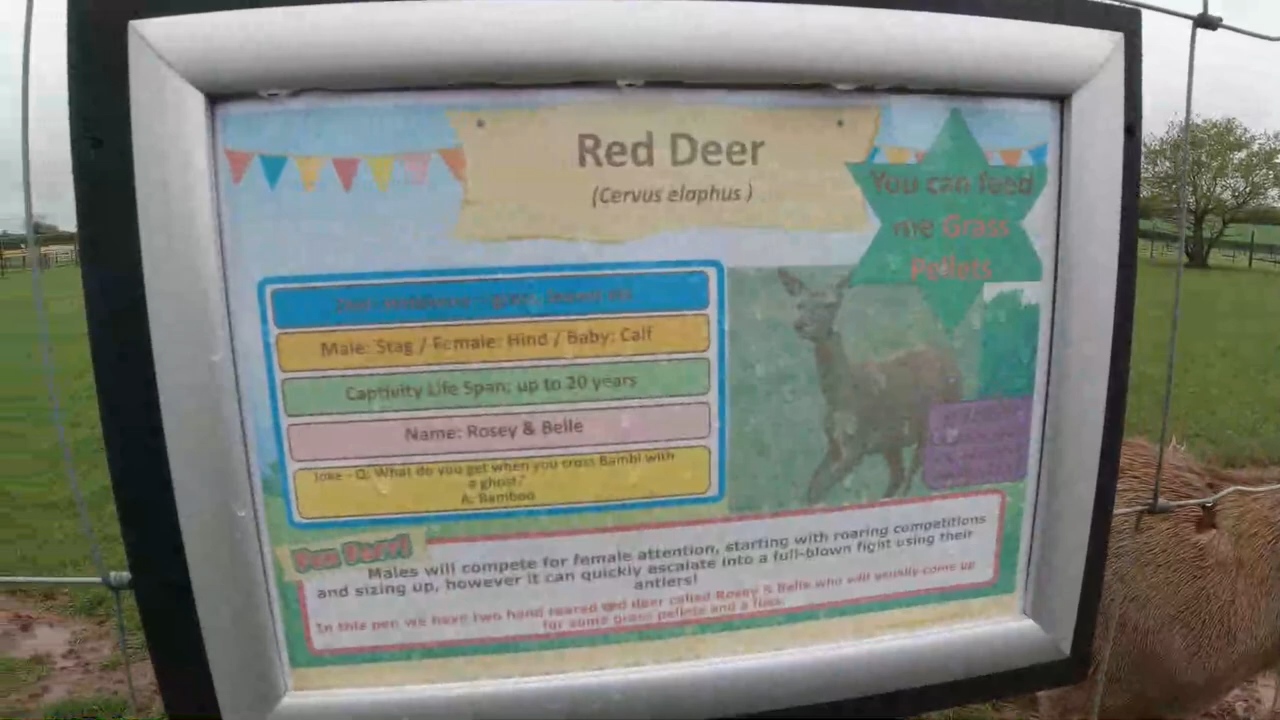 Red Deer
(Cervus elaphus )
You can feed
me Grass
Pellets
Male: Stag / Female: Hind / Baby: Calf
Captivity Life Span: up to 20 years
Name: Rosey & Belle
Joke - Q. What do you get when you cross Bambi with
a ghost?
A. Bamboo
Fun Fact!
Males will compete for female attention, starting with roaring competitions
and sizing up, however it can quickly escalate into a full-blown fight using their
antlers!
In this pen we have two hand reared red deer called Rosey & Belle who will usually come up
for some grass pellets and a fuss.